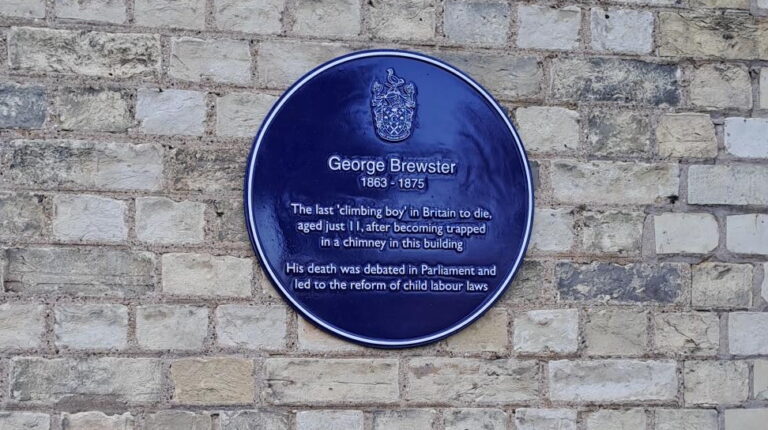 George Brewster
1863 - 1875
The last 'climbing boy' in Britain to die,
aged just 11, after becoming trapped
in a chimney in this building
His death was debated in Parliament and
led to the reform of child labour laws